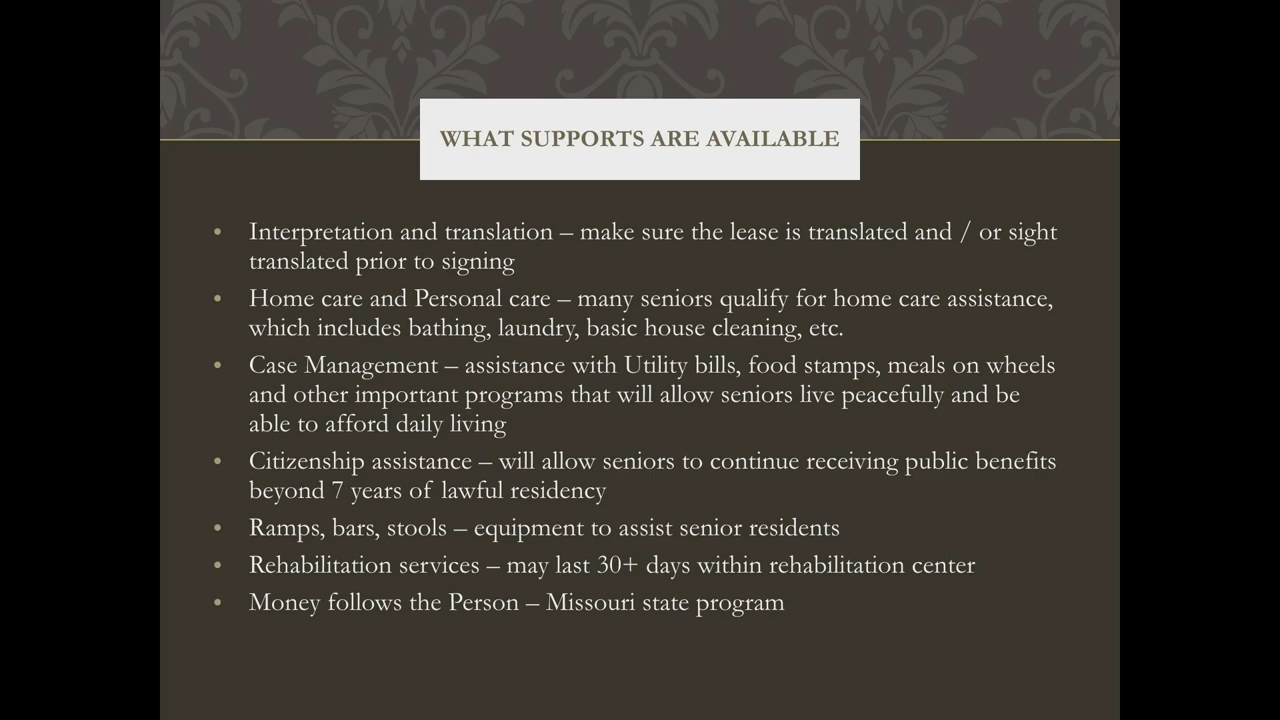 WHAT SUPPORTS ARE AVAILABLE
• Interpretation and translation – make sure the lease is translated and / or sight
translated prior to signing
• Home care and Personal care – many seniors qualify for home care assistance,
which includes bathing, laundry, basic house cleaning, etc.
• Case Management – assistance with Utility bills, food stamps, meals on wheels
and other important programs that will allow seniors live peacefully and be
able to afford daily living
• Citizenship assistance – will allow seniors to continue receiving public benefits
beyond 7 years of lawful residency
• Ramps, bars, stools – equipment to assist senior residents
• Rehabilitation services – may last 30+ days within rehabilitation center
• Money follows the Person – Missouri state program